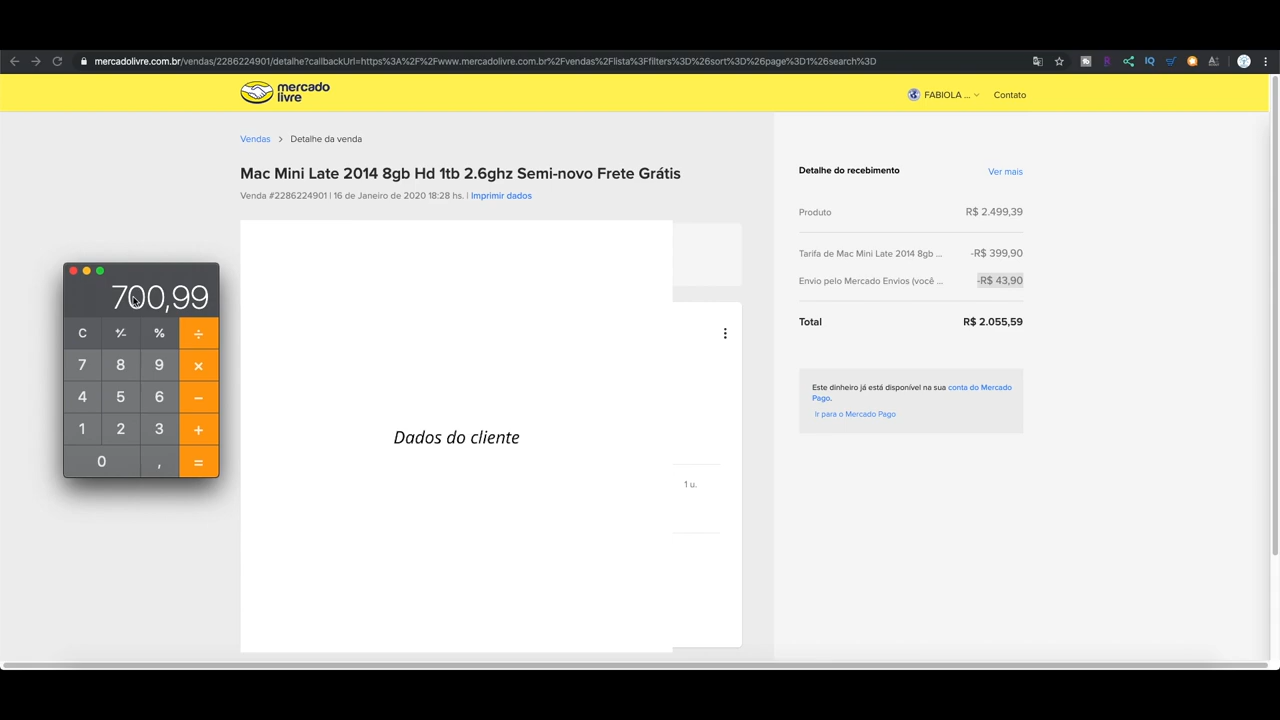 mercadolivre.com.br/vendas/2286224901/detalhe?callbackUrl=https%3A%2F%2Fwww.mercadolivre.com.br%2Fvendas%2Flista%3Ffilters%3D%26sort%3D%26page%3D1%26search%3D
mercado
livre
FABIOLA ...
Contato
Vendas > Detalhe da venda
Mac Mini Late 2014 8gb Hd 1tb 2.6ghz Semi-novo Frete Grátis
Venda #2286224901 | 16 de Janeiro de 2020 18:28 hs. | Imprimir dados
Dados do cliente
1 u.
Detalhe do recebimento Ver mais
Produto R$ 2.499,39
Tarifa de Mac Mini Late 2014 8gb ... -R$ 399,90
Envio pelo Mercado Envios (você ... -R$ 43,90
Total R$ 2.055,59
Este dinheiro já está disponível na sua conta do Mercado
Pago.
Ir para o Mercado Pago
700,99
C +/- % ÷
7 8 9 ×
4 5 6 −
1 2 3 +
0 , =